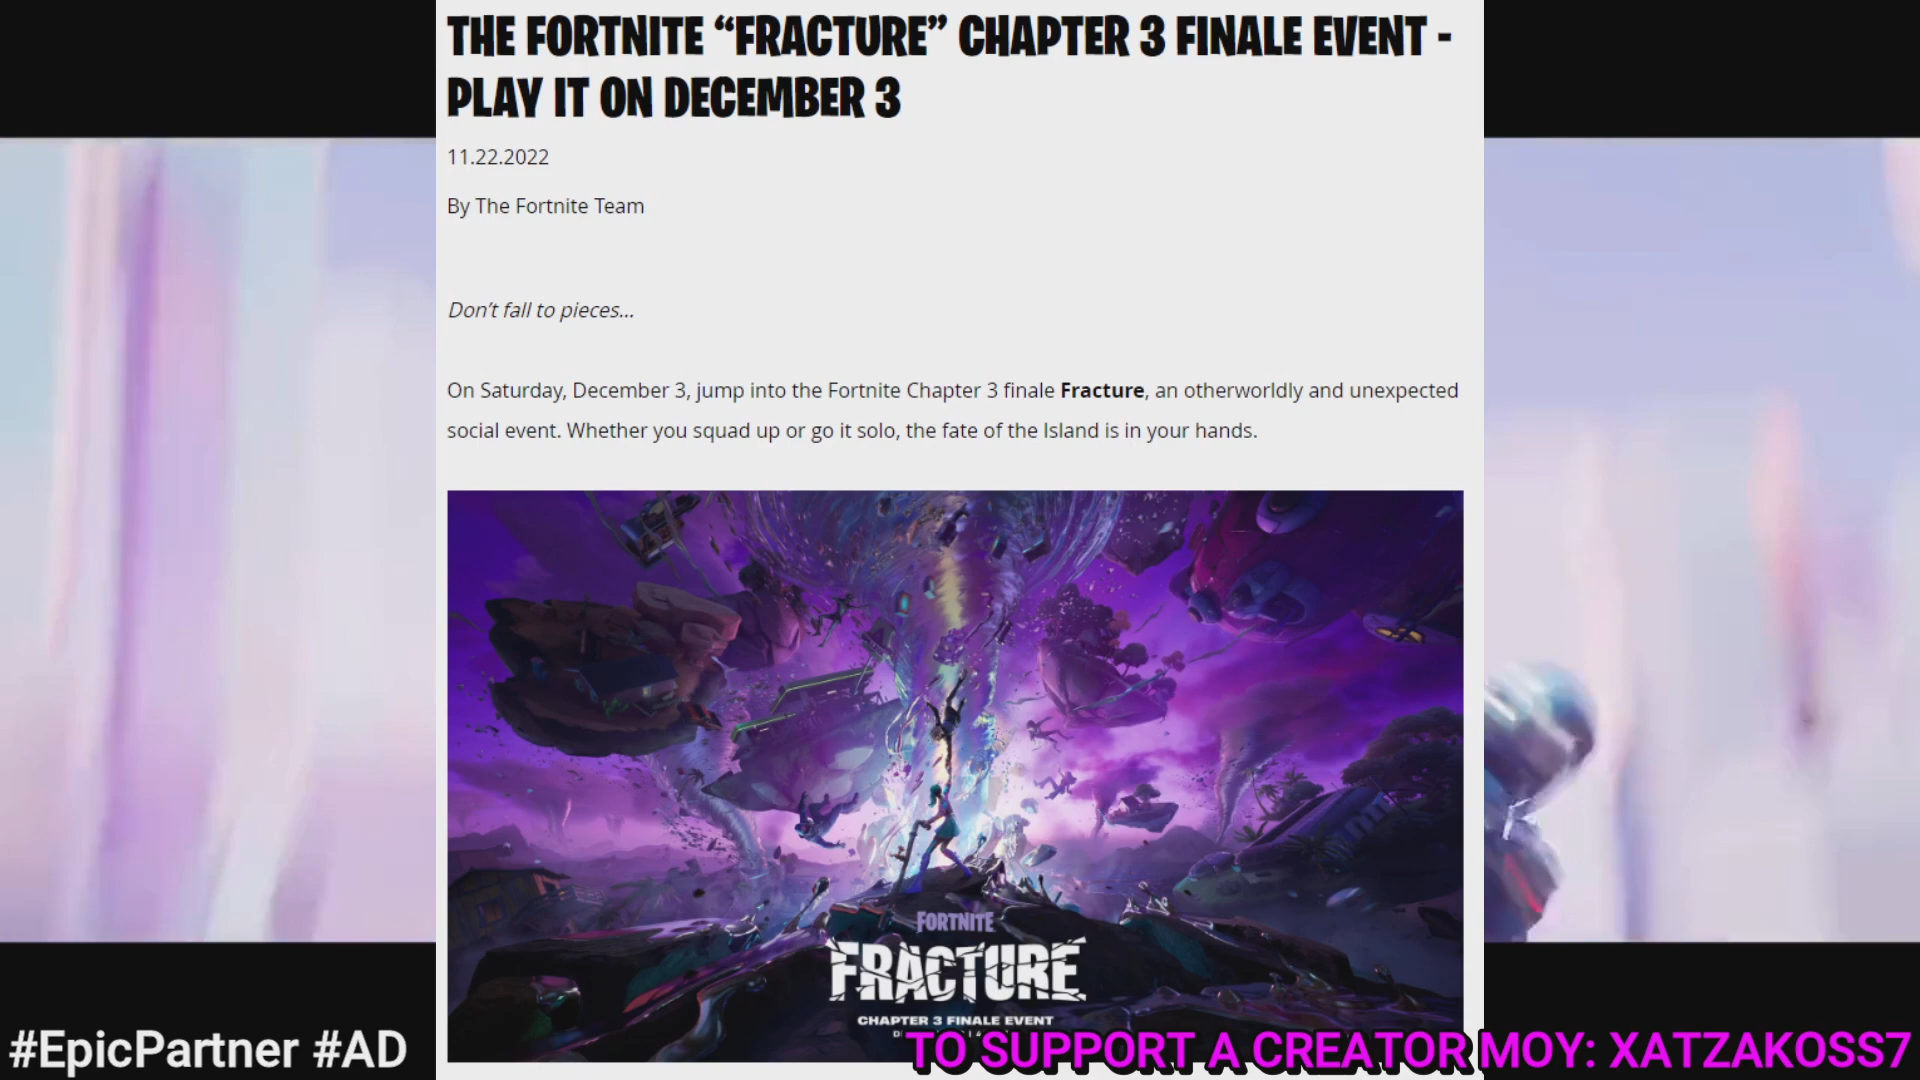 THE FORTNITE “FRACTURE” CHAPTER 3 FINALE EVENT -
PLAY IT ON DECEMBER 3
11.22.2022
By The Fortnite Team
Don’t fall to pieces...
On Saturday, December 3, jump into the Fortnite Chapter 3 finale Fracture, an otherworldly and unexpected
social event. Whether you squad up or go it solo, the fate of the Island is in your hands.
FORTNITE
FRACTURE
CHAPTER 3 FINALE EVENT
#EpicPartner #AD
TO SUPPORT A CREATOR MOY: XATZAKOSS7